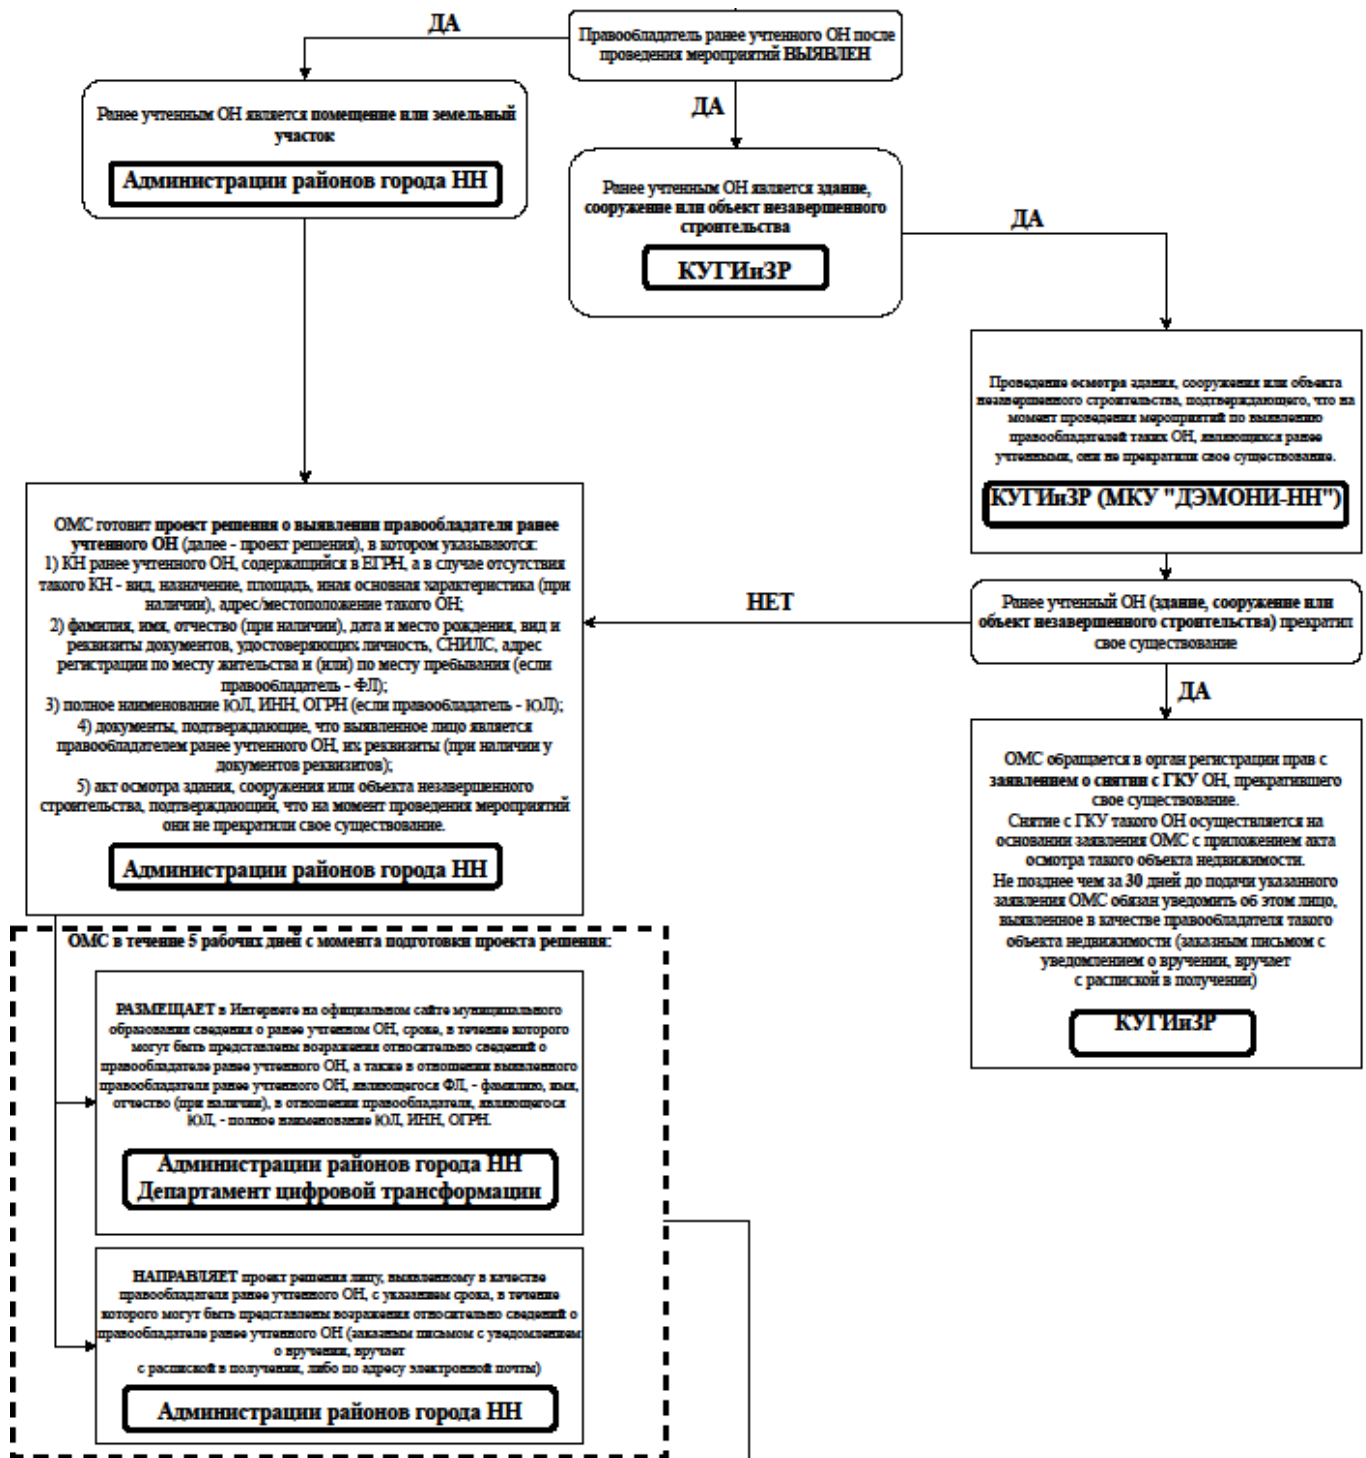 ДА
Правообладатель ранее учтенного ОН после
проведения мероприятий ВЫЯВЛЕН
ДА
Ранее учтенным ОН является помещение или земельный
участок
Администрации районов города НН
Ранее учтенным ОН является здание,
сооружение или объект незавершенного
строительства
КУГИиЗР
ДА
Проведение осмотра здания, сооружения или объекта
незавершенного строительства, подтверждающего, что на
момент проведения мероприятий по выявлению
правообладателей таких ОН, являющихся ранее
учтенными, они не прекратили свое существование.
КУГИиЗР (МКУ "ДЭМОНИ-НН")
ОМС готовит проект решения о выявлении правообладателя ранее
учтенного ОН (далее - проект решения), в котором указываются:
1) КН ранее учтенного ОН, содержащийся в ЕГРН, а в случае отсутствия
такого КН - вид, назначение, площадь, иная основная характеристика (при
наличии), адрес/местоположение такого ОН;
2) фамилия, имя, отчество (при наличии), дата и место рождения, вид и
реквизиты документов, удостоверяющих личность, СНИЛС, адрес
регистрации по месту жительства и (или) по месту пребывания (если
правообладатель - ФЛ);
3) полное наименование ЮЛ, ИНН, ОГРН (если правообладатель - ЮЛ);
4) документы, подтверждающие, что выявленное лицо является
правообладателем ранее учтенного ОН, их реквизиты (при наличии у
документов реквизитов);
5) акт осмотра здания, сооружения или объекта незавершенного
строительства, подтверждающий, что на момент проведения мероприятий
они не прекратили свое существование.
Администрации районов города НН
НЕТ
Ранее учтенный ОН (здание, сооружение или
объект незавершенного строительства) прекратил
свое существование
ДА
ОМС обращается в орган регистрации прав с
заявлением о снятии с ГКУ ОН, прекратившего
свое существование.
Снятие с ГКУ такого ОН осуществляется на
основании заявления ОМС с приложением акта
осмотра такого объекта недвижимости.
Не позднее чем за 30 дней до подачи указанного
заявления ОМС обязан уведомить об этом лицо,
выявленное в качестве правообладателя такого
объекта недвижимости (заказным письмом с
уведомлением о вручении, вручает
с распиской в получении)
КУГИиЗР
ОМС в течение 5 рабочих дней с момента подготовки проекта решения:
РАЗМЕЩАЕТ в Интернете на официальном сайте муниципального
образования сведения о ранее учтенном ОН, сроке, в течение которого
могут быть представлены возражения относительно сведений о
правообладателе ранее учтенного ОН, а также в отношении выявленного
правообладателя ранее учтенного ОН, являющегося ФЛ, - фамилию, имя,
отчество (при наличии), в отношении правообладателя, являющегося
ЮЛ, - полное наименование ЮЛ, ИНН, ОГРН.
Администрации районов города НН
Департамент цифровой трансформации
НАПРАВЛЯЕТ проект решения лицу, выявленному в качестве
правообладателя ранее учтенного ОН, с указанием срока, в течение
которого могут быть представлены возражения относительно сведений о
правообладателе ранее учтенного ОН (заказным письмом с уведомлением
о вручении, вручает
с распиской в получении, либо по адресу электронной почты)
Администрации районов города НН